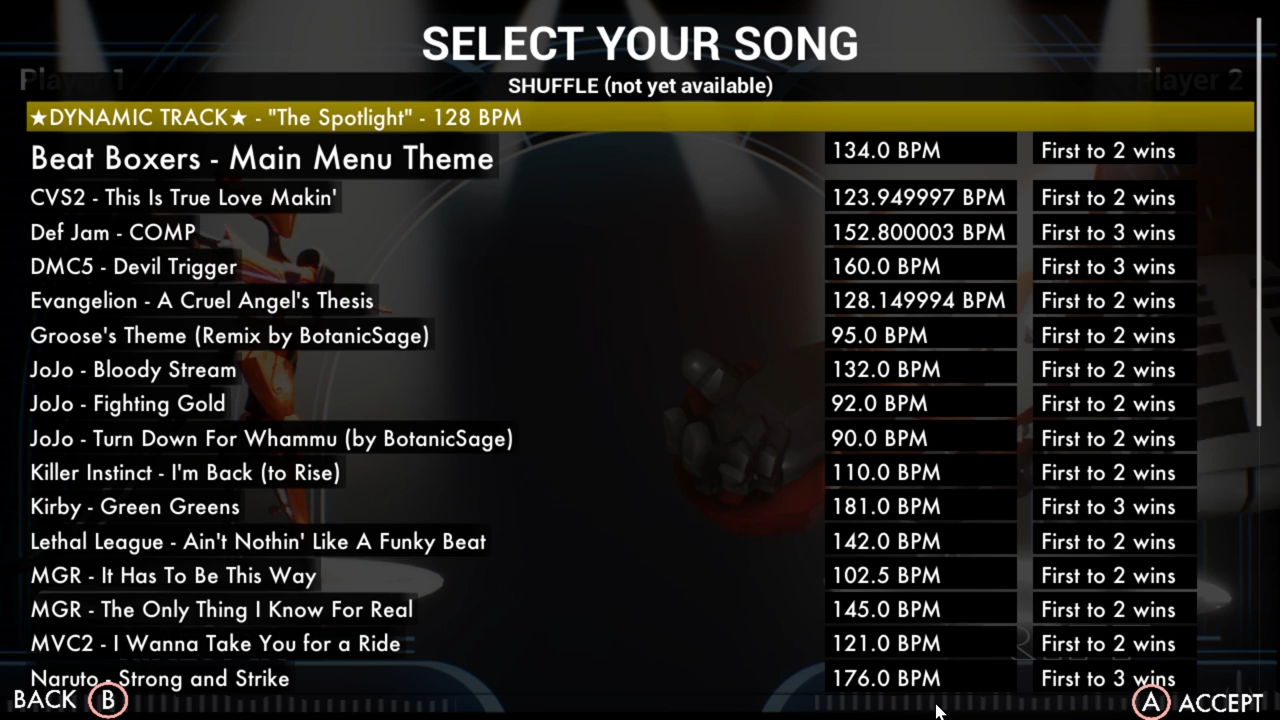 SELECT YOUR SONG
Player 1
Player 2
SHUFFLE (not yet available)
★DYNAMIC TRACK★ - "The Spotlight" - 128 BPM
Beat Boxers - Main Menu Theme 134.0 BPM First to 2 wins
CVS2 - This Is True Love Makin' 123.949997 BPM First to 2 wins
Def Jam - COMP 152.800003 BPM First to 3 wins
DMC5 - Devil Trigger 160.0 BPM First to 3 wins
Evangelion - A Cruel Angel's Thesis 128.149994 BPM First to 2 wins
Groose's Theme (Remix by BotanicSage) 95.0 BPM First to 2 wins
JoJo - Bloody Stream 132.0 BPM First to 2 wins
JoJo - Fighting Gold 92.0 BPM First to 2 wins
JoJo - Turn Down For Whammu (by BotanicSage) 90.0 BPM First to 2 wins
Killer Instinct - I'm Back (to Rise) 110.0 BPM First to 2 wins
Kirby - Green Greens 181.0 BPM First to 3 wins
Lethal League - Ain't Nothin' Like A Funky Beat 142.0 BPM First to 2 wins
MGR - It Has To Be This Way 102.5 BPM First to 2 wins
MGR - The Only Thing I Know For Real 145.0 BPM First to 2 wins
MVC2 - I Wanna Take You for a Ride 121.0 BPM First to 2 wins
Naruto - Strong and Strike 176.0 BPM First to 3 wins
BACK B
A ACCEPT